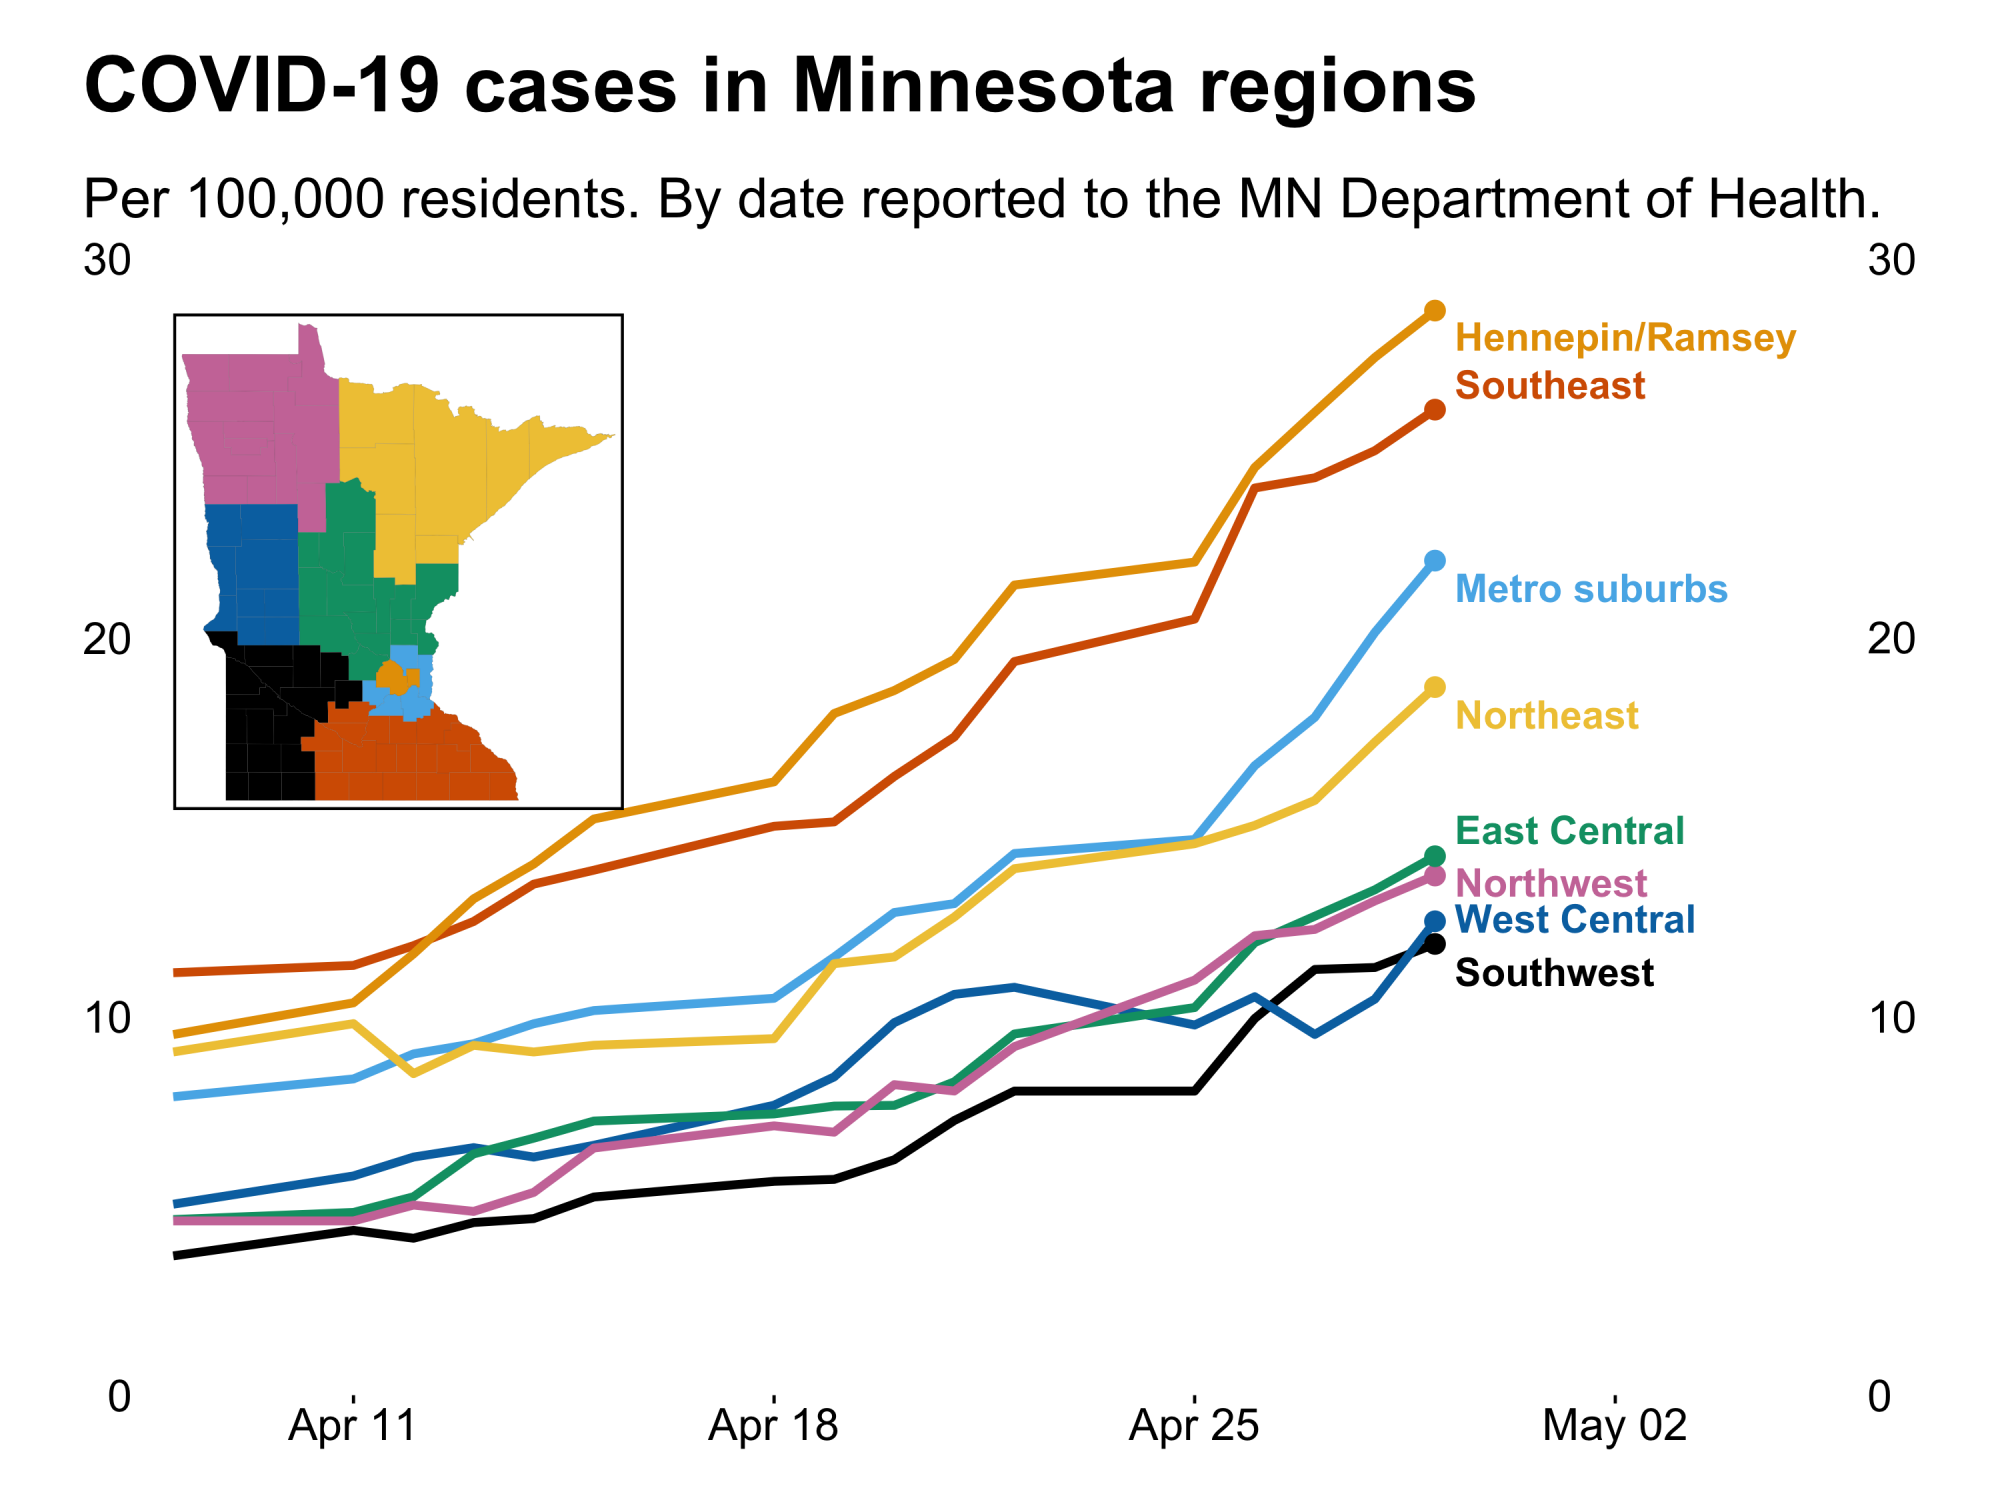 COVID-19 cases in Minnesota regions
Per 100,000 residents. By date reported to the MN Department of Health.
30 30
Hennepin/Ramsey
Southeast
Metro suburbs
20 20
Northeast
East Central
Northwest
West Central
Southwest
10 10
0 0
Apr 11 Apr 18 Apr 25 May 02